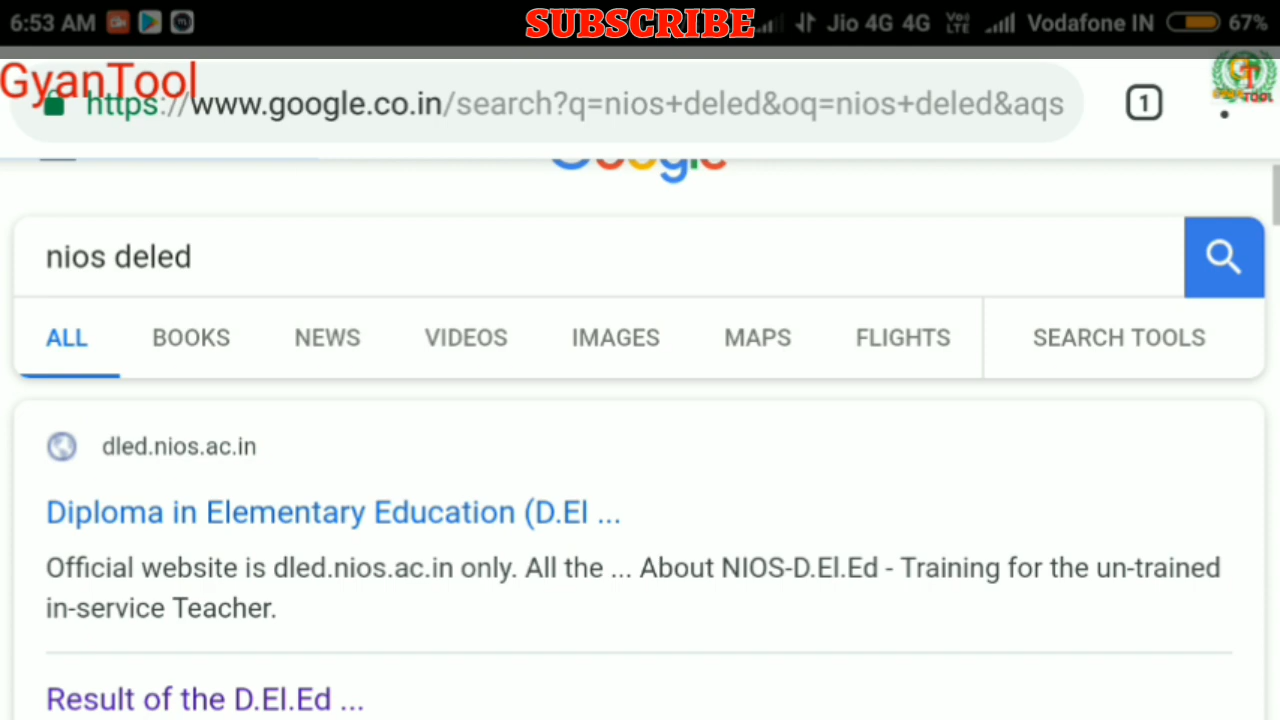 6:53 AM SUBSCRIBE Jio 4G 4G Vo) LTE Vodafone IN 67%
GyanTool
https://www.google.co.in/search?q=nios+deled&oq=nios+deled&aqs 1
Google
nios deled
ALL BOOKS NEWS VIDEOS IMAGES MAPS FLIGHTS SEARCH TOOLS
dled.nios.ac.in
Diploma in Elementary Education (D.El ...
Official website is dled.nios.ac.in only. All the ... About NIOS-D.El.Ed - Training for the un-trained
in-service Teacher.
Result of the D.El.Ed ...